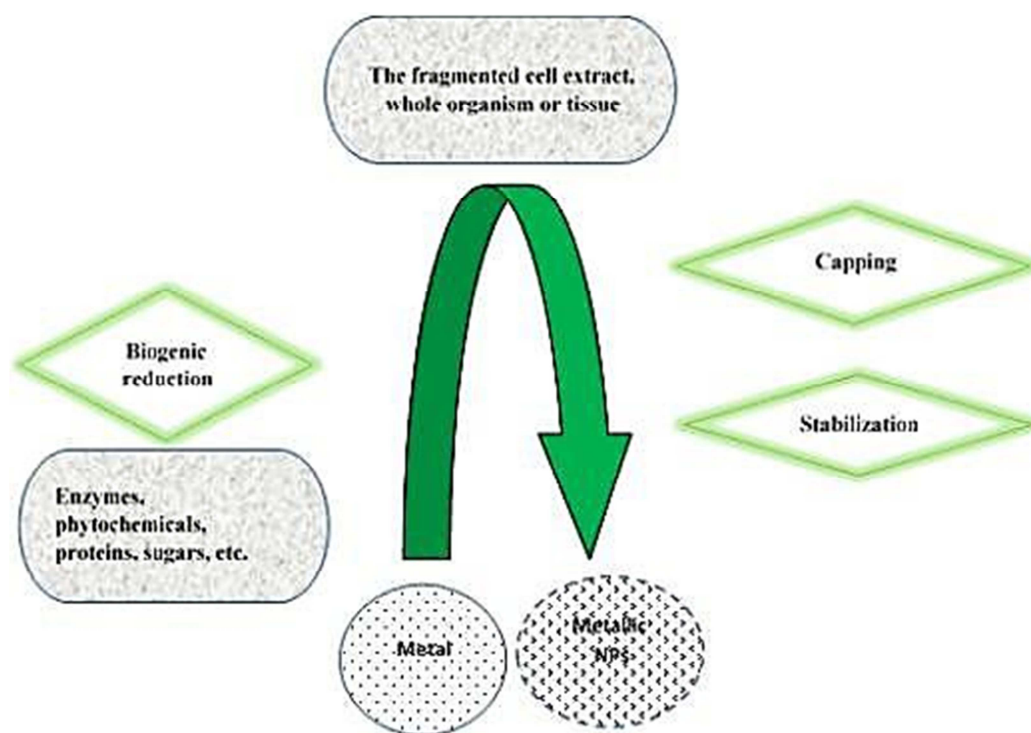 The fragmented cell extract,
whole organism or tissue
Capping
Biogenic
reduction
Stabilization
Enzymes,
phytochemicals,
proteins, sugars, etc.
Metal
Metallic
NPs